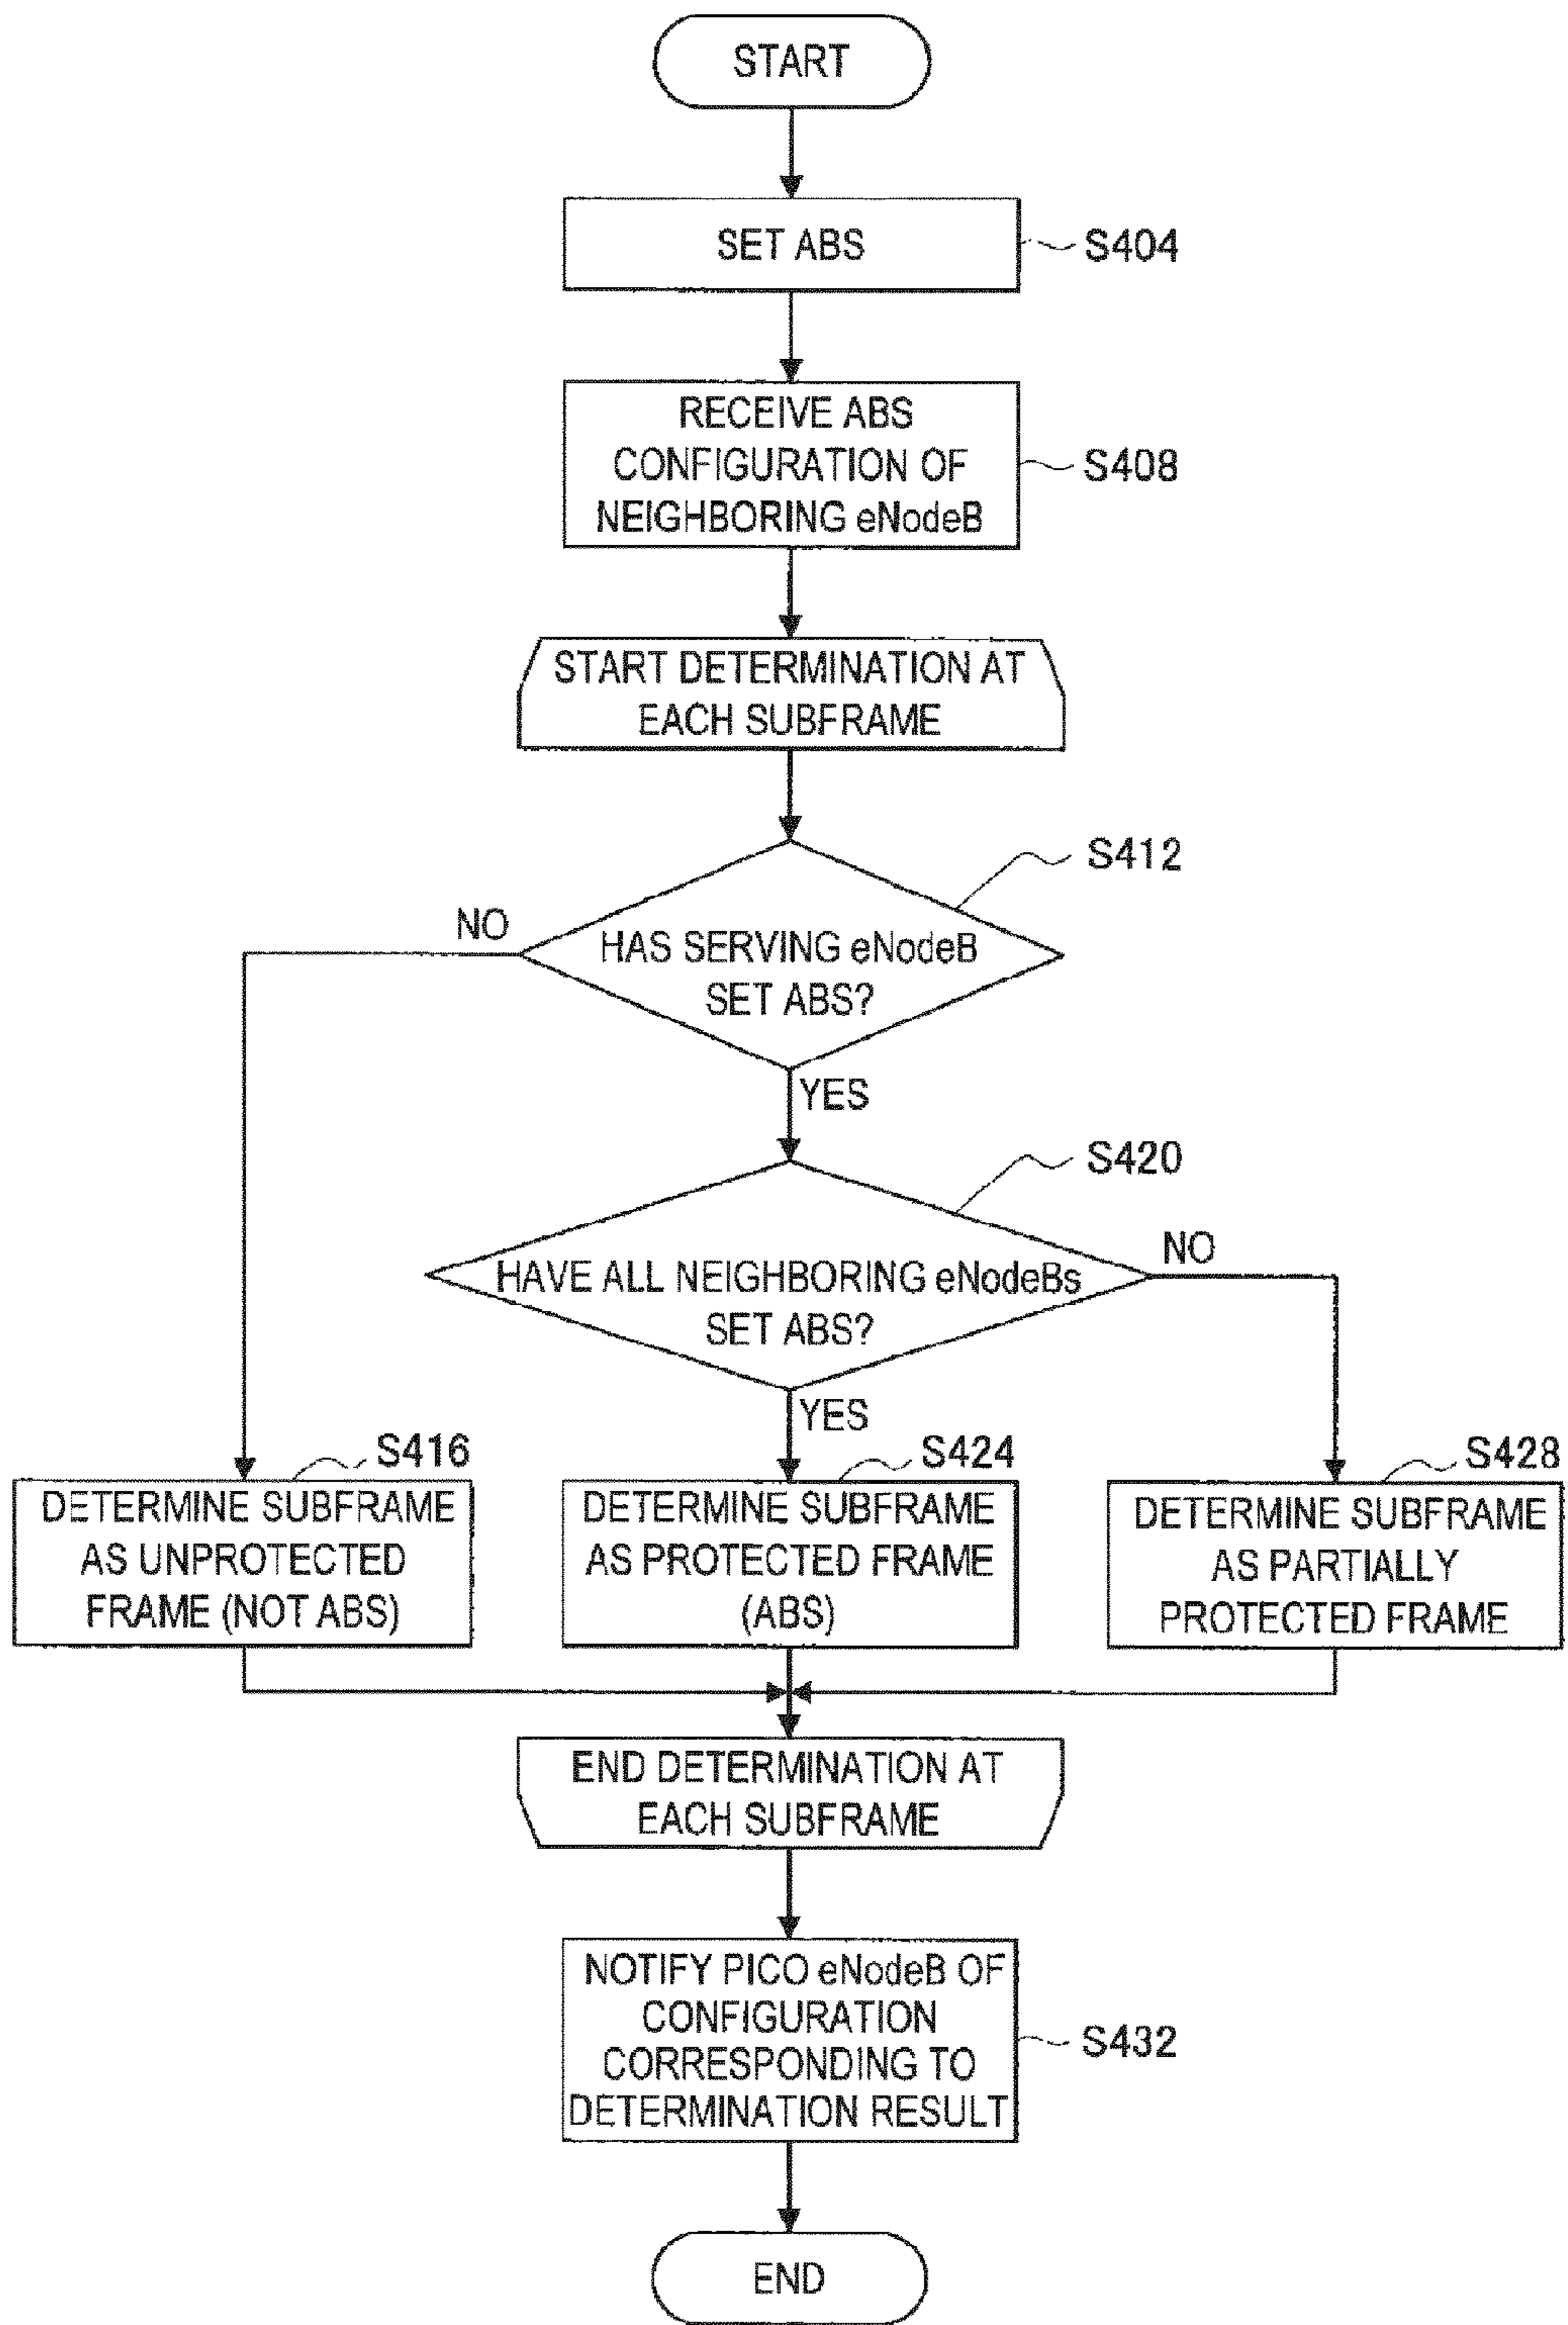 START
SET ABS
S404
RECEIVE ABS
CONFIGURATION OF
NEIGHBORING eNodeB
S408
START DETERMINATION AT
EACH SUBFRAME
S412
NO
HAS SERVING eNodeB
SET ABS?
YES
S420
NO
HAVE ALL NEIGHBORING eNodeBs
SET ABS?
YES
S416
DETERMINE SUBFRAME
AS UNPROTECTED
FRAME (NOT ABS)
S424
DETERMINE SUBFRAME
AS PROTECTED FRAME
(ABS)
S428
DETERMINE SUBFRAME
AS PARTIALLY
PROTECTED FRAME
END DETERMINATION AT
EACH SUBFRAME
NOTIFY PICO eNodeB OF
CONFIGURATION
CORRESPONDING TO
DETERMINATION RESULT
S432
END